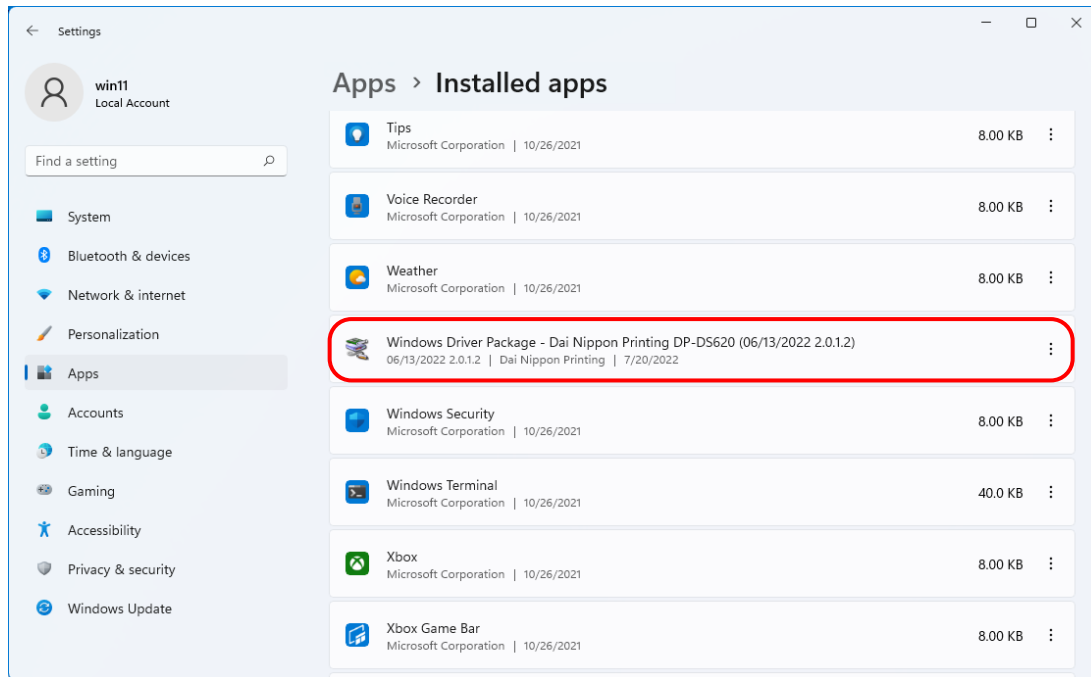 Settings
win11
Local Account
Find a setting
System
Bluetooth & devices
Network & internet
Personalization
Apps
Accounts
Time & language
Gaming
Accessibility
Privacy & security
Windows Update
Apps > Installed apps
Tips
Microsoft Corporation | 10/26/2021
8.00 KB
Voice Recorder
Microsoft Corporation | 10/26/2021
8.00 KB
Weather
Microsoft Corporation | 10/26/2021
8.00 KB
Windows Driver Package - Dai Nippon Printing DP-DS620 (06/13/2022 2.0.1.2)
06/13/2022 2.0.1.2 | Dai Nippon Printing | 7/20/2022
Windows Security
Microsoft Corporation | 10/26/2021
8.00 KB
Windows Terminal
Microsoft Corporation | 10/26/2021
40.0 KB
Xbox
Microsoft Corporation | 10/26/2021
8.00 KB
Xbox Game Bar
Microsoft Corporation | 10/26/2021
8.00 KB